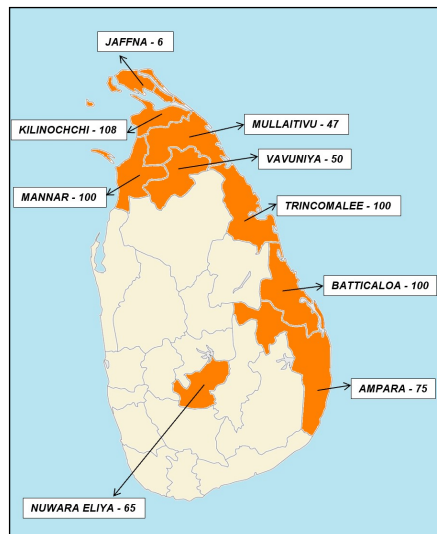 JAFFNA - 6
KILINOCHCHI - 108
MULLAITIVU - 47
VAVUNIYA - 50
MANNAR - 100
TRINCOMALEE - 100
BATTICALOA - 100
AMPARA - 75
NUWARA ELIYA - 65